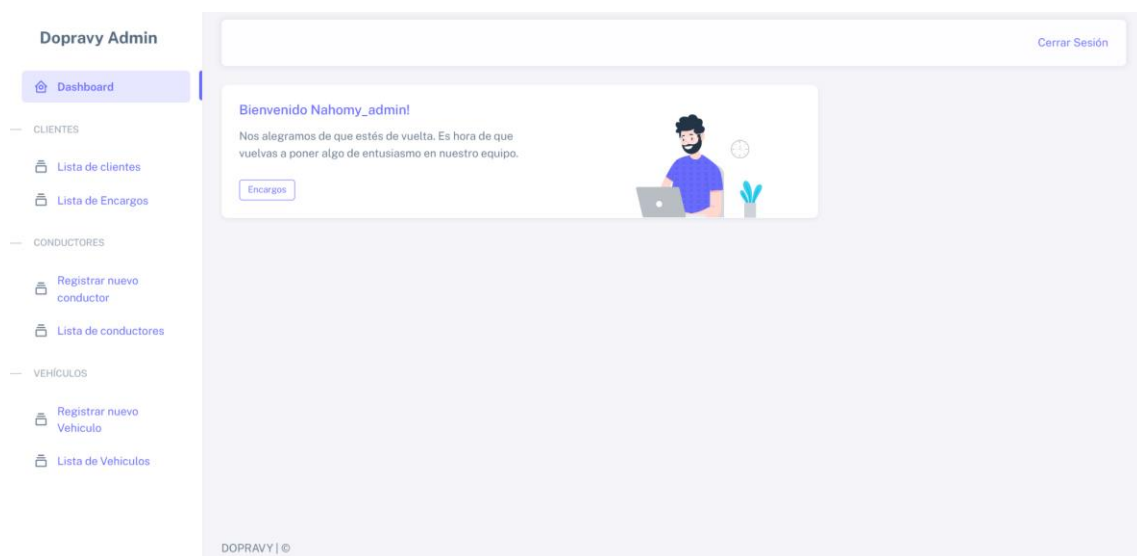 Dopravy Admin
Dashboard
CLIENTES
Lista de clientes
Lista de Encargos
CONDUCTORES
Registrar nuevo
conductor
Lista de conductores
VEHÍCULOS
Registrar nuevo
Vehiculo
Lista de Vehiculos
Cerrar Sesión
Bienvenido Nahomy_admin!
Nos alegramos de que estés de vuelta. Es hora de que
vuelvas a poner algo de entusiasmo en nuestro equipo.
Encargos
DOPRAVY | ©